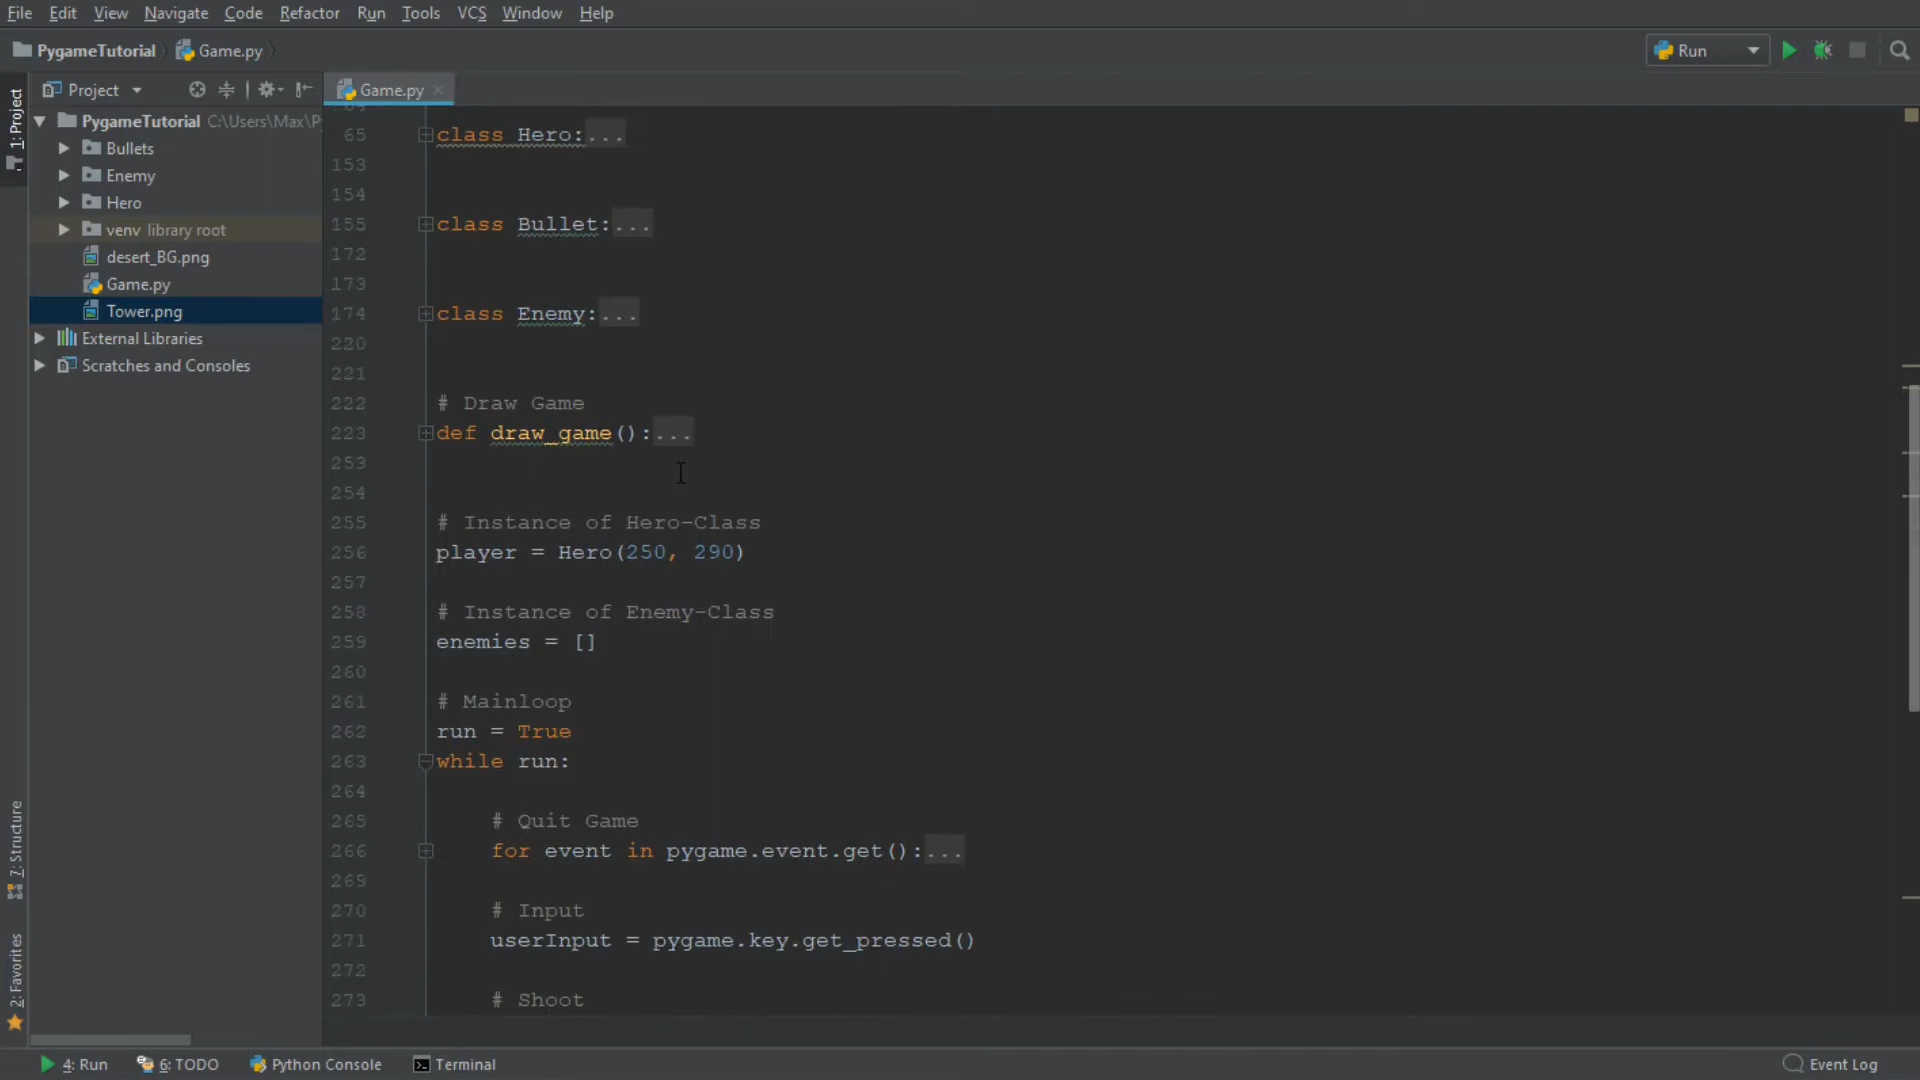 File Edit View Navigate Code Refactor Run Tools VCS Window Help
PygameTutorial Game.py
Run
1: Project
Project
Game.py
PygameTutorial C:\Users\Max\P
Bullets
Enemy
Hero
venv library root
desert_BG.png
Game.py
Tower.png
External Libraries
Scratches and Consoles
65 class Hero:...
153
154
155 class Bullet:...
172
173
174 class Enemy:...
220
221
222 # Draw Game
223 def draw_game():...
253
254
255 # Instance of Hero-Class
256 player = Hero(250, 290)
257
258 # Instance of Enemy-Class
259 enemies = []
260
261 # Mainloop
262 run = True
263 while run:
264
265 # Quit Game
266 for event in pygame.event.get():...
269
270 # Input
271 userInput = pygame.key.get_pressed()
272
273 # Shoot
7: Structure
2: Favorites
4: Run 6: TODO Python Console Terminal Event Log